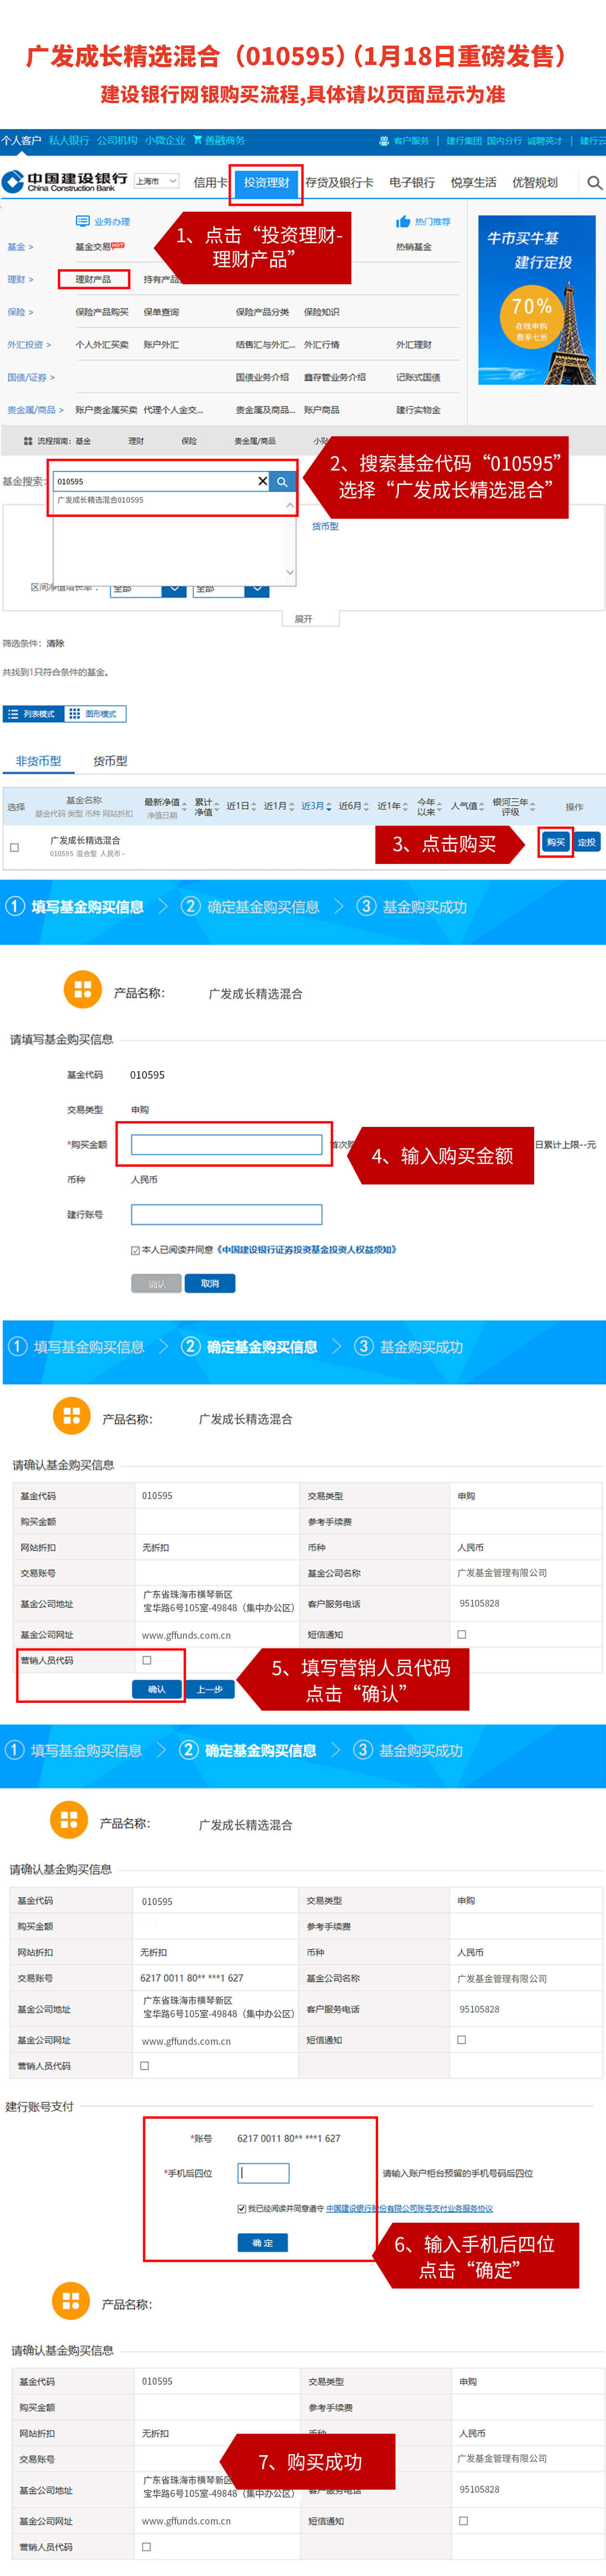 广发成长精选混合（010595）（1月18日重磅发售）
建设银行网银购买流程,具体请以页面显示为准
个人客户 私人银行 公司机构 小微企业 善融商务 客户服务 | 建行集团 国内分行 诚聘英才 | 建行云
中国建设银行 China Construction Bank 上海市 信用卡 投资理财 存贷及银行卡 电子银行 悦享生活 优智规划
业务办理 热门推荐
基金 > 基金交易 HOT 热销基金
1、点击“投资理财-
理财产品”
理财 > 理财产品 持有产品
保险 > 保险产品购买 保单查询 保险产品分类 保险知识
外汇投资 > 个人外汇买卖 账户外汇 结售汇与外汇... 外汇行情 外汇理财
国债/证券 > 国债业务介绍 鑫存管业务介绍 记账式国债
贵金属/商品 > 账户贵金属买卖 代理个人金交... 贵金属及商品... 账户商品 建行实物金
牛市买牛基
建行定投
70%
在线申购
费率七折
流程指南：基金 理财 保险 贵金属/商品 小贴
2、搜索基金代码“010595”
选择“广发成长精选混合”
基金搜索： 010595
广发成长精选混合010595
货币型
区间净值增长率： 全部 全部
展开
筛选条件： 清除
共找到1只符合条件的基金。
列表模式 图形模式
非货币型 货币型
选择 基金名称 基金代码 类型 币种 网站折扣 最新净值 净值日期 累计净值 近1日 近1月 近3月 近6月 近1年 今年以来 人气值 银河三年评级 操作
广发成长精选混合
010595 混合型 人民币 -
3、点击购买
购买 定投
1 填写基金购买信息 2 确定基金购买信息 3 基金购买成功
产品名称： 广发成长精选混合
请填写基金购买信息
基金代码 010595
交易类型 申购
*购买金额 首次购 日累计上限--元
4、输入购买金额
币种 人民币
建行账号
本人已阅读并同意《中国建设银行证券投资基金投资人权益须知》
确认 取消
1 填写基金购买信息 2 确定基金购买信息 3 基金购买成功
产品名称： 广发成长精选混合
请确认基金购买信息
基金代码 010595 交易类型 申购
购买金额 参考手续费
网站折扣 无折扣 币种 人民币
交易账号 基金公司名称 广发基金管理有限公司
基金公司地址 广东省珠海市横琴新区 宝华路6号105室-49848（集中办公区） 客户服务电话 95105828
基金公司网址 www.gffunds.com.cn 短信通知
营销人员代码
5、填写营销人员代码
点击“确认”
确认 上一步
1 填写基金购买信息 2 确定基金购买信息 3 基金购买成功
产品名称： 广发成长精选混合
请确认基金购买信息
基金代码 010595 交易类型 申购
购买金额 参考手续费
网站折扣 无折扣 币种 人民币
交易账号 6217 0011 80** ***1 627 基金公司名称 广发基金管理有限公司
基金公司地址 广东省珠海市横琴新区 宝华路6号105室-49848（集中办公区） 客户服务电话 95105828
基金公司网址 www.gffunds.com.cn 短信通知
营销人员代码
建行账号支付
*账号 6217 0011 80** ***1 627
*手机后四位 请输入账户柜台预留的手机号码后四位
我已经阅读并同意遵守 中国建设银行股份有限公司账号支付业务服务协议
确 定
6、输入手机后四位
点击“确定”
产品名称：
请确认基金购买信息
基金代码 010595 交易类型 申购
购买金额 参考手续费
网站折扣 无折扣 币种 人民币
交易账号 广发基金管理有限公司
7、购买成功
基金公司地址 广东省珠海市横琴新区 宝华路6号105室-49848（集中办公区） 客户服务电话 95105828
基金公司网址 www.gffunds.com.cn 短信通知
营销人员代码